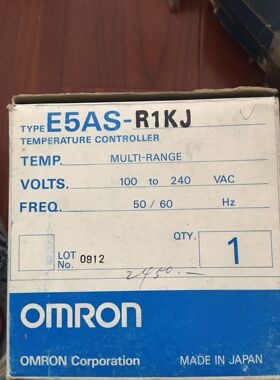 TYPE E5AS-R1KJ
TEMPERATURE CONTROLLER
TEMP. MULTI-RANGE
VOLTS. 100 to 240 VAC
FREQ. 50/60 Hz
LOT No. 0912
QTY. 1
2450.-
OMRON
OMRON Corporation MADE IN JAPAN